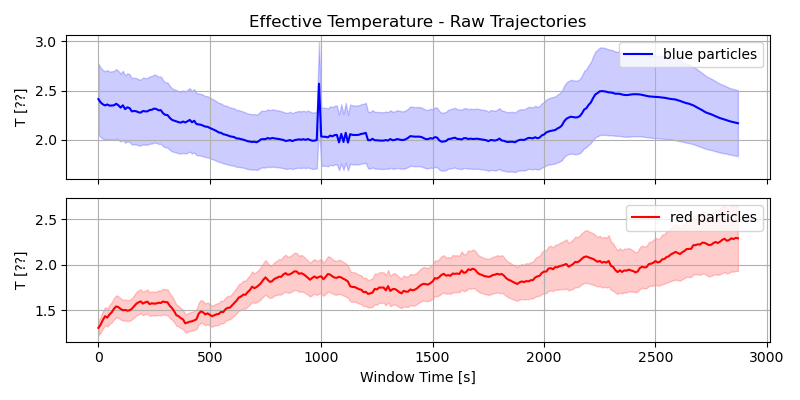 Effective Temperature - Raw Trajectories
3.0
2.5
2.0
T [??]
blue particles
2.5
2.0
1.5
T [??]
red particles
0 500 1000 1500 2000 2500 3000
Window Time [s]